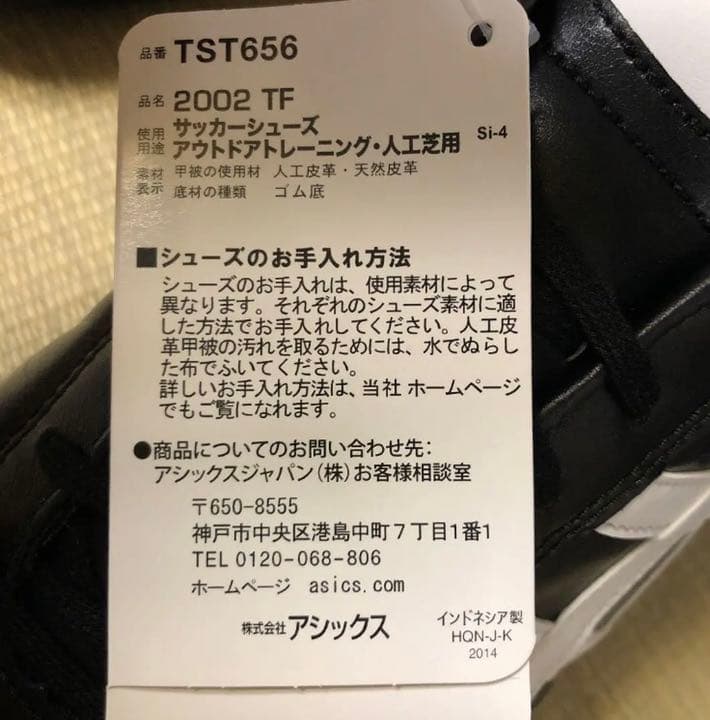 品番 TST656
品名 2002 TF
使用用途 サッカーシューズ
アウトドアトレーニング・人工芝用 Si-4
素材表示 甲被の使用材 人工皮革・天然皮革
底材の種類 ゴム底
■シューズのお手入れ方法
シューズのお手入れは、使用素材によって
異なります。それぞれのシューズ素材に適
した方法でお手入れしてください。人工皮
革甲被の汚れを取るためには、水でぬらし
た布でふいてください。
詳しいお手入れ方法は、当社 ホームページ
でもご覧になれます。
●商品についてのお問い合わせ先:
アシックスジャパン(株)お客様相談室
〒650-8555
神戸市中央区港島中町7丁目1番1
TEL 0120-068-806
ホームページ asics.com
株式会社アシックス
インドネシア製
HQN-J-K
2014